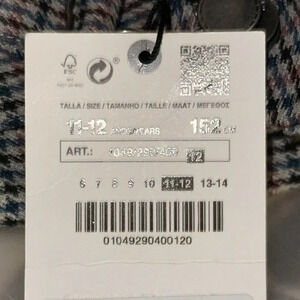 FSC
TALLA / SIZE / TAMANHO / TAILLE / MAAT / ΜΕΓΕΘΟΣ
11-12
ART.:
12
6 7 8 9 10 11-12 13-14
01049290400120